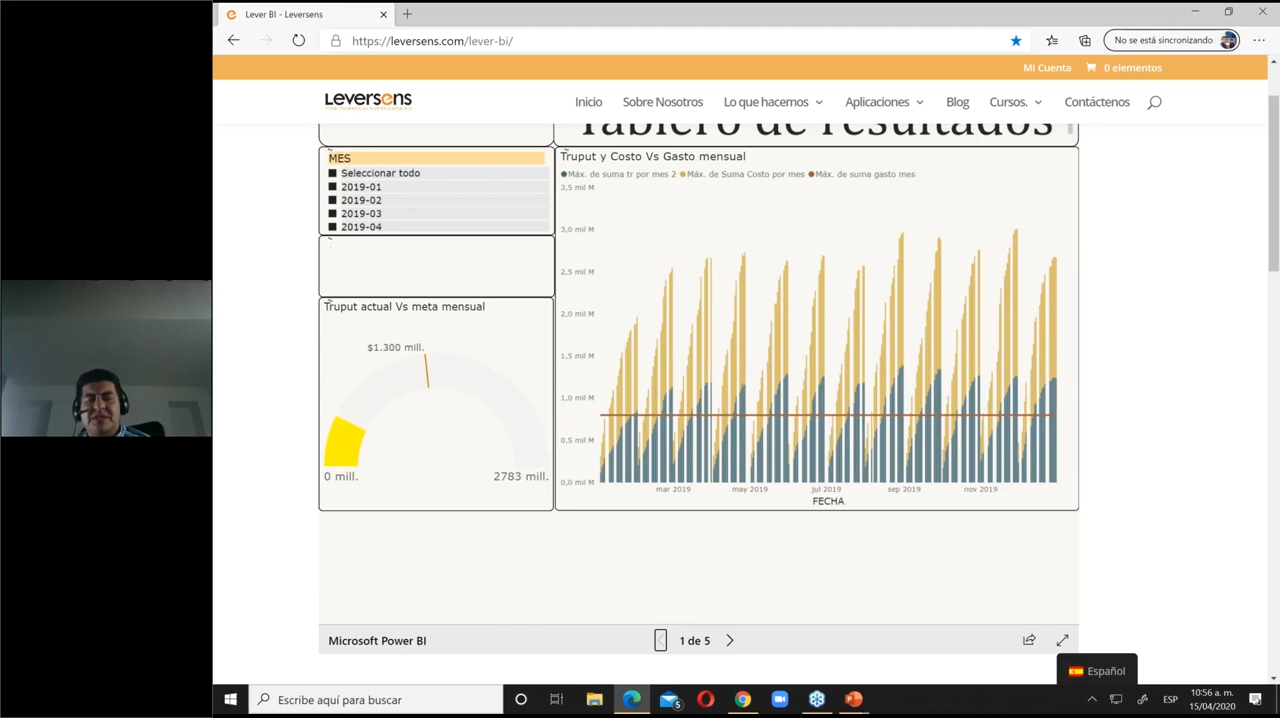 Lever BI - Leversens
https://leversens.com/lever-bi/
No se está sincronizando
Mi Cuenta 0 elementos
Leversens
Inicio Sobre Nosotros Lo que hacemos Aplicaciones Blog Cursos. Contáctenos
Tablero de resultados
MES
Seleccionar todo
2019-01
2019-02
2019-03
2019-04
Truput actual Vs meta mensual
$1.300 mill.
0 mill. 2783 mill.
Truput y Costo Vs Gasto mensual
Máx. de suma tr por mes 2 Máx. de Suma Costo por mes Máx. de suma gasto mes
3,5 mil M
3,0 mil M
2,5 mil M
2,0 mil M
1,5 mil M
1,0 mil M
0,5 mil M
0,0 mil M
mar 2019 may 2019 jul 2019 sep 2019 nov 2019
FECHA
Microsoft Power BI 1 de 5
Español
Escribe aquí para buscar
5
ESP
10:56 a. m.
15/04/2020